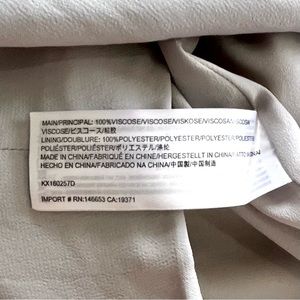 MAIN/PRINCIPAL: 100%VISCOSE/VISCOSE/VISKOSE/VISCOSA/
VISCOSE/ビスコース/粘胶
LINING/DOUBLURE: 100%POLYESTER/POLYESTER/POLYESTER
POLIÉSTER/POLIÉSTER/ポリエステル/涤纶
MADE IN CHINA/FABRIQUÉ EN CHINE/HERGESTELLT IN CHINA/
HECHO EN CHINA/FABRICADO NA CHINA/中国製/中国制造
KX160257D
IMPORT # RN:146653 CA:19371